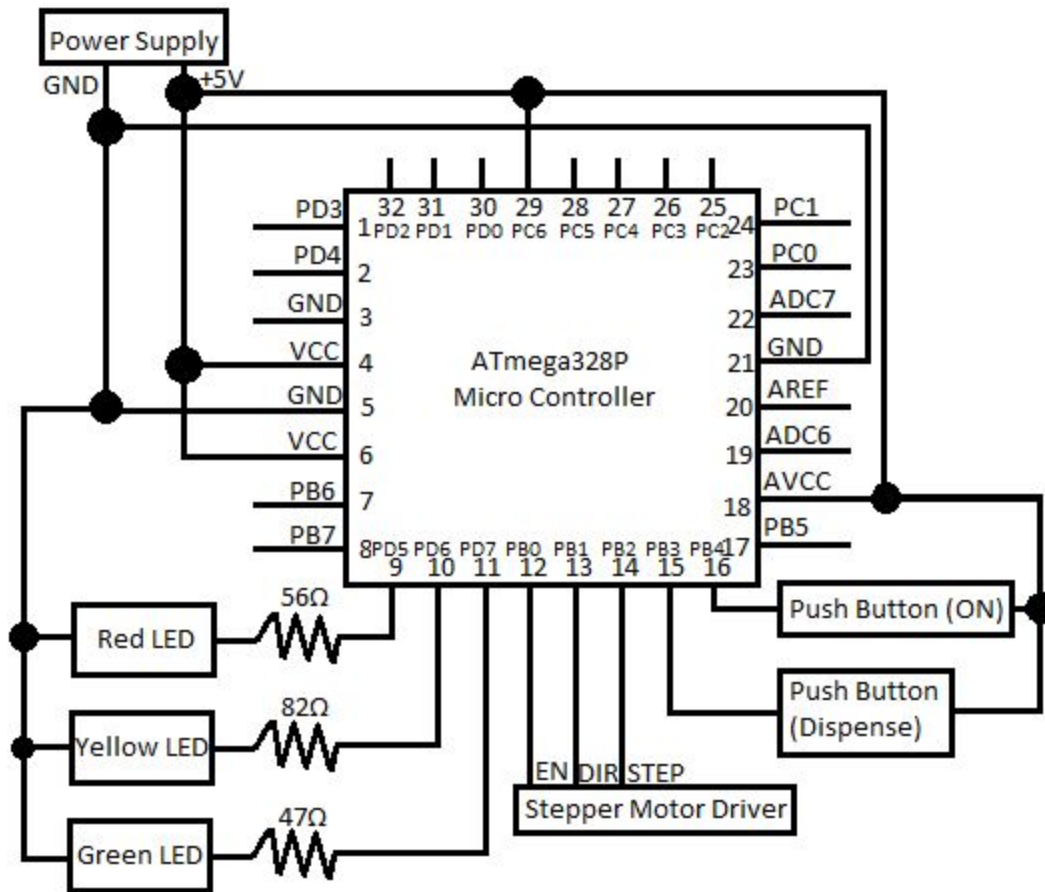 Power Supply
GND
+5V
32 31 30 29 28 27 26 25
PD2 PD1 PD0 PC6 PC5 PC4 PC3 PC2
PD3 1
PD4 2
GND 3
VCC 4
GND 5
VCC 6
PB6 7
PB7 8
24 PC1
23 PC0
22 ADC7
21 GND
20 AREF
19 ADC6
18 AVCC
17 PB5
ATmega328P
Micro Controller
PD5 PD6 PD7 PB0 PB1 PB2 PB3 PB4
9 10 11 12 13 14 15 16
56Ω
Red LED
82Ω
Yellow LED
47Ω
Green LED
EN DIR STEP
Stepper Motor Driver
Push Button (ON)
Push Button
(Dispense)